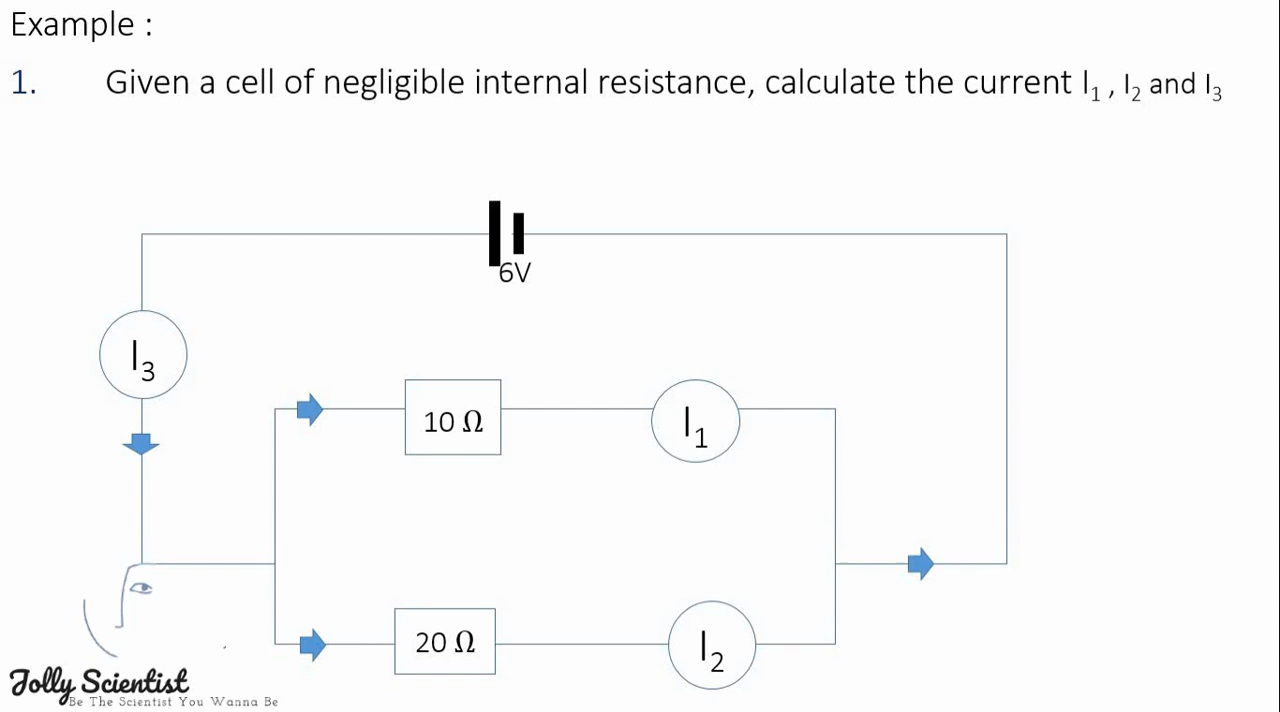 Example :
1. Given a cell of negligible internal resistance, calculate the current I₁ , I₂ and I₃
6V
I₃
10 Ω
I₁
20 Ω
I₂
Jolly Scientist
Be The Scientist You Wanna Be